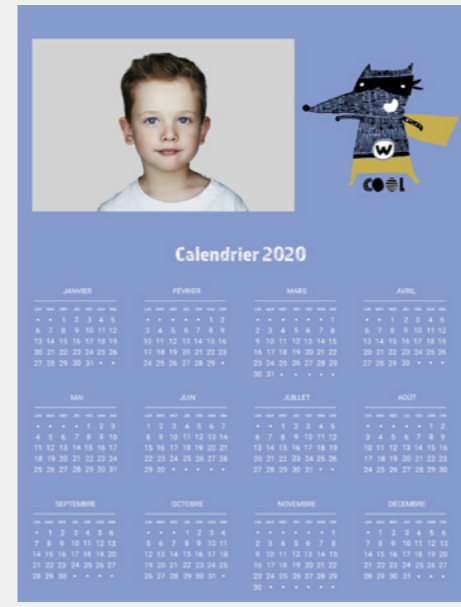 W
COOL
Calendrier 2020
JANVIER
1 2 3 4 5
6 7 8 9 10 11 12
13 14 15 16 17 18 19
20 21 22 23 24 25 26
27 28 29 30 31
FÉVRIER
1 2
3 4 5 6 7 8 9
10 11 12 13 14 15 16
17 18 19 20 21 22 23
24 25 26 27 28 29
MARS
1
2 3 4 5 6 7 8
9 10 11 12 13 14 15
16 17 18 19 20 21 22
23 24 25 26 27 28 29
30 31
AVRIL
1 2 3 4 5
6 7 8 9 10 11 12
13 14 15 16 17 18 19
20 21 22 23 24 25 26
27 28 29 30
MAI
1 2 3
4 5 6 7 8 9 10
11 12 13 14 15 16 17
18 19 20 21 22 23 24
25 26 27 28 29 30 31
JUIN
1 2 3 4 5 6 7
8 9 10 11 12 13 14
15 16 17 18 19 20 21
22 23 24 25 26 27 28
29 30
JUILLET
1 2 3 4 5
6 7 8 9 10 11 12
13 14 15 16 17 18 19
20 21 22 23 24 25 26
27 28 29 30 31
AOÛT
1 2
3 4 5 6 7 8 9
10 11 12 13 14 15 16
17 18 19 20 21 22 23
24 25 26 27 28 29 30
SEPTEMBRE
1 2 3 4 5 6
7 8 9 10 11 12 13
14 15 16 17 18 19 20
21 22 23 24 25 26 27
28 29 30
OCTOBRE
1 2 3 4
5 6 7 8 9 10 11
12 13 14 15 16 17 18
19 20 21 22 23 24 25
26 27 28 29 30 31
NOVEMBRE
1
2 3 4 5 6 7 8
9 10 11 12 13 14 15
16 17 18 19 20 21 22
23 24 25 26 27 28 29
30
DÉCEMBRE
1 2 3 4 5 6
7 8 9 10 11 12 13
14 15 16 17 18 19 20
21 22 23 24 25 26 27
28 29 30 31